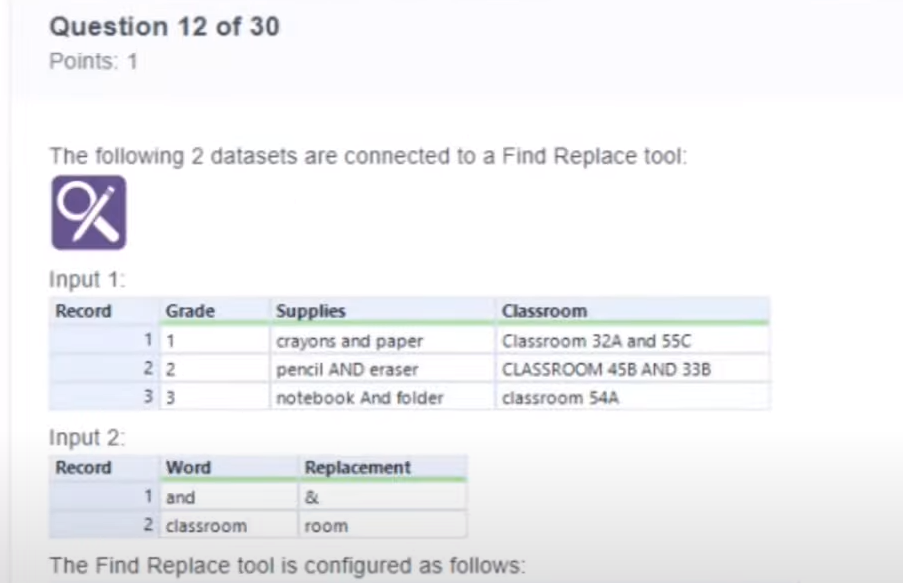 Question 12 of 30
Points: 1
The following 2 datasets are connected to a Find Replace tool:
Input 1:
Record Grade Supplies Classroom
1 1 crayons and paper Classroom 32A and 55C
2 2 pencil AND eraser CLASSROOM 45B AND 33B
3 3 notebook And folder classroom 54A
Input 2:
Record Word Replacement
1 and &
2 classroom room
The Find Replace tool is configured as follows: